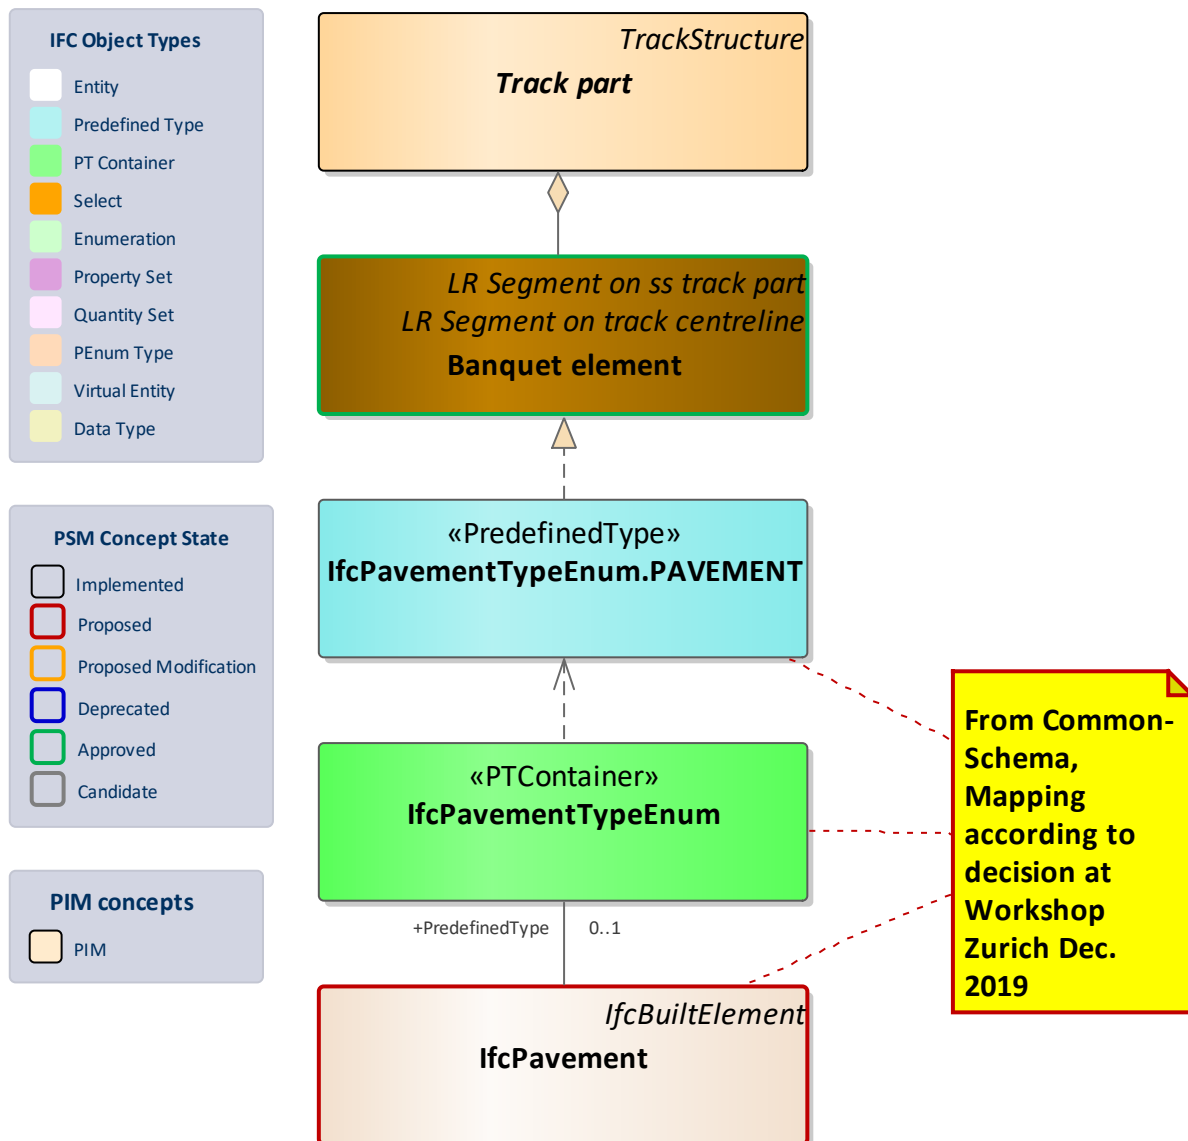 IFC Object Types
Entity
Predefined Type
PT Container
Select
Enumeration
Property Set
Quantity Set
PEnum Type
Virtual Entity
Data Type
PSM Concept State
Implemented
Proposed
Proposed Modification
Deprecated
Approved
Candidate
PIM concepts
PIM
TrackStructure
Track part
LR Segment on ss track part
LR Segment on track centreline
Banquet element
«PredefinedType»
IfcPavementTypeEnum.PAVEMENT
«PTContainer»
IfcPavementTypeEnum
+PredefinedType
0..1
IfcBuiltElement
IfcPavement
From Common-
Schema,
Mapping
according to
decision at
Workshop
Zurich Dec.
2019